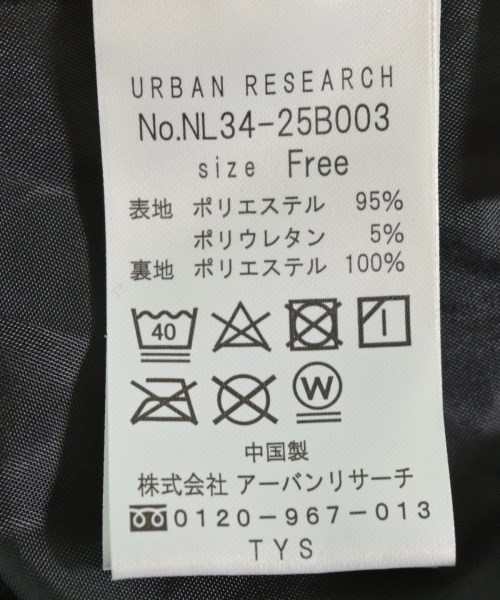 URBAN RESEARCH
No.NL34-25B003
size Free
表地 ポリエステル 95%
ポリウレタン 5%
裏地 ポリエステル 100%
40
W
中国製
株式会社 アーバンリサーチ
0120-967-013
TYS